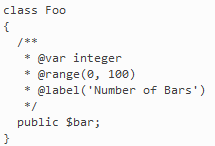 class Foo
{
  /**
   * @var integer
   * @range(0, 100)
   * @label('Number of Bars')
   */
  public $bar;
}